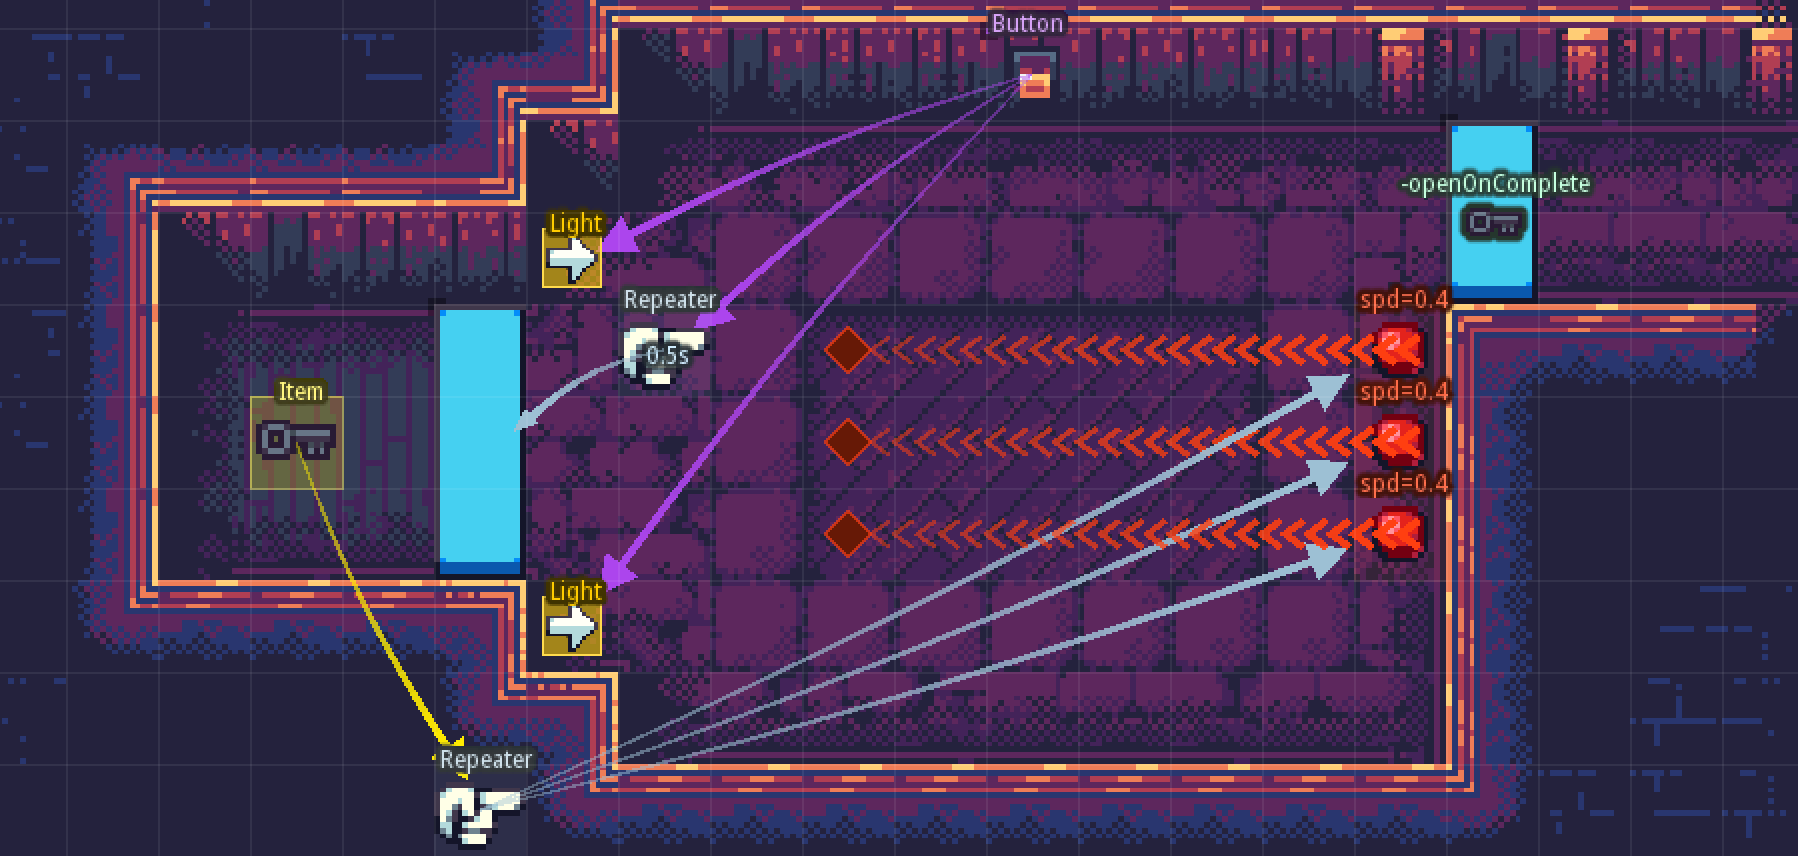 Button
-openOnComplete
Light
Repeater
0.5s
spd=0.4
Item
spd=0.4
spd=0.4
Light
Repeater